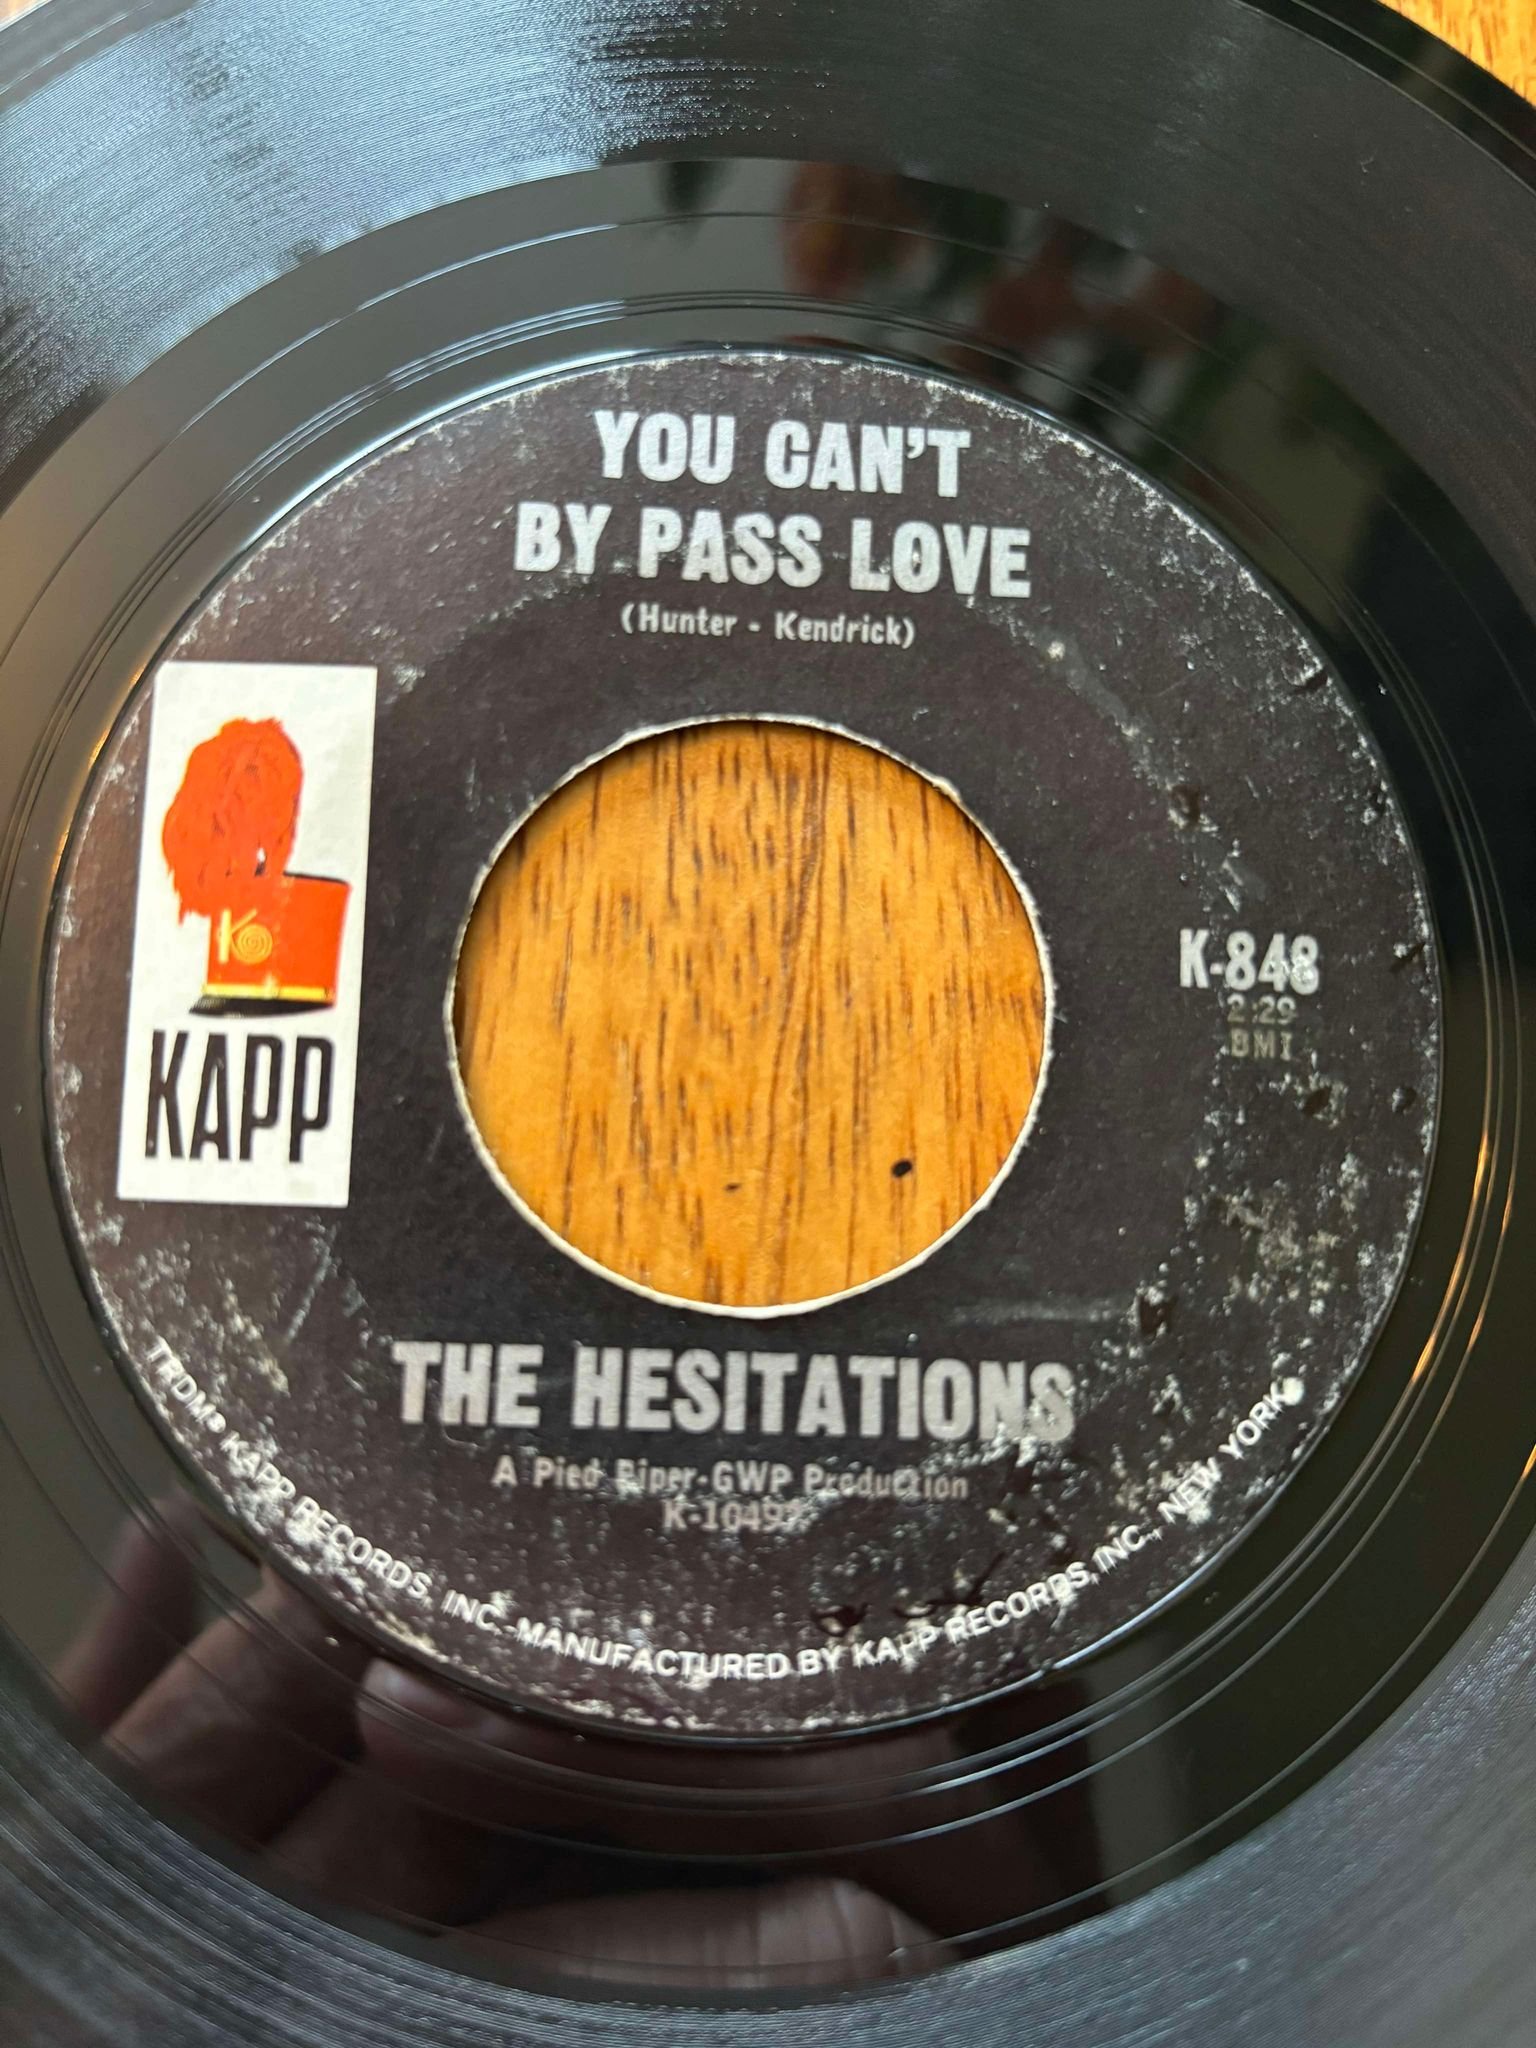 YOU CAN'T
BY PASS LOVE
(Hunter - Kendrick)
K
KAPP
K-848
2:29
BMI
THE HESITATIONS
A Pied Piper-GWP Production
TRDM® KAPP RECORDS, INC.-MANUFACTURED BY KAPP RECORDS, INC., NEW YORK.